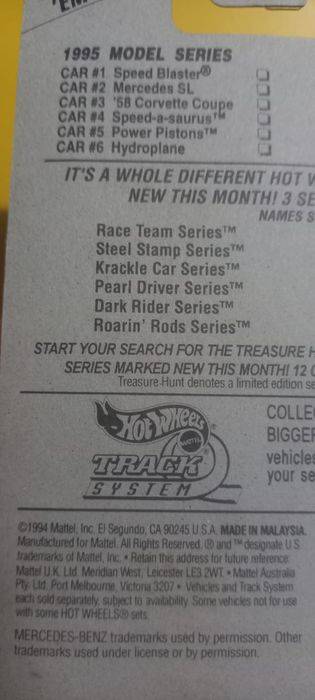 'EM
1995 MODEL SERIES
CAR #1 Speed Blaster®
CAR #2 Mercedes SL
CAR #3 '58 Corvette Coupe
CAR #4 Speed-a-saurus™
CAR #5 Power Pistons™
CAR #6 Hydroplane
IT'S A WHOLE DIFFERENT HOT W
NEW THIS MONTH! 3 SE
NAMES S
Race Team Series™
Steel Stamp Series™
Krackle Car Series™
Pearl Driver Series™
Dark Rider Series™
Roarin' Rods Series™
START YOUR SEARCH FOR THE TREASURE H
SERIES MARKED NEW THIS MONTH! 12 C
Treasure Hunt denotes a limited edition se
HOT WHEELS
MATTEL
TRACK
SYSTEM
COLLE
BIGGER
vehicles
your se
©1994 Mattel, Inc. El Segundo, CA 90245 U.S.A. MADE IN MALAYSIA.
Manufactured for Mattel. All Rights Reserved. ® and ™ designate U.S.
trademarks of Mattel, Inc. • Retain this address for future reference:
Mattel U.K. Ltd. Meridian West, Leicester LE3 2WT. • Mattel Australia
Pty. Ltd. Port Melbourne, Victoria 3207 • Vehicles and Track System
each sold separately, subject to availability. Some vehicles not for use
with some HOT WHEELS® sets.
MERCEDES-BENZ trademarks used by permission. Other
trademarks used under license or by permission.